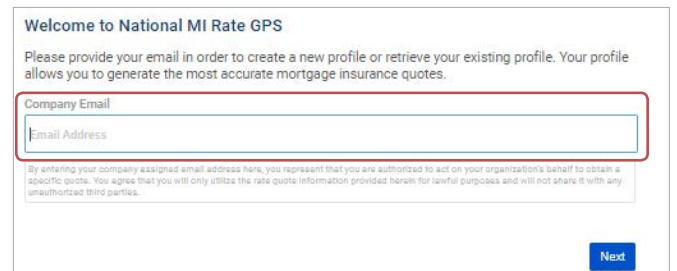 Welcome to National MI Rate GPS
Please provide your email in order to create a new profile or retrieve your existing profile. Your profile
allows you to generate the most accurate mortgage insurance quotes.
Company Email
Email Address
By entering your company assigned email address here, you represent that you are authorized to act on your organization's behalf to obtain a
specific quote. You agree that you will only utilize the rate quote information provided herein for lawful purposes and will not share it with any
unauthorized third parties.
Next